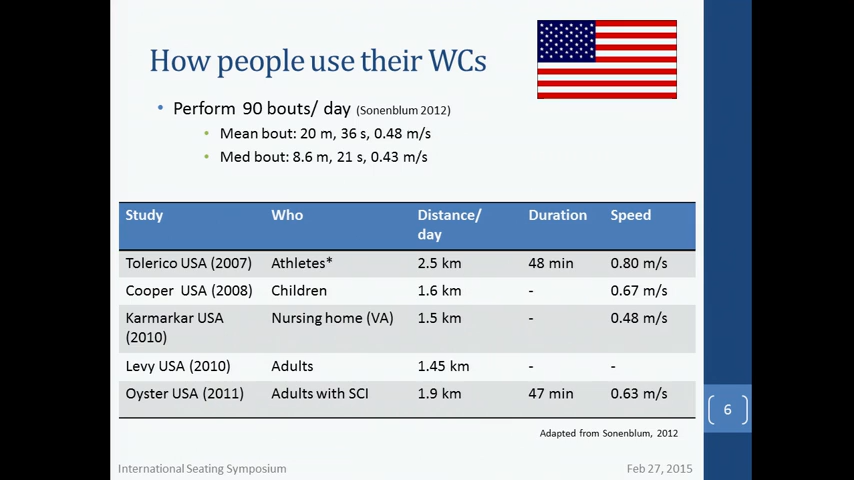 How people use their WCs
• Perform 90 bouts/ day (Sonenblum 2012)
• Mean bout: 20 m, 36 s, 0.48 m/s
• Med bout: 8.6 m, 21 s, 0.43 m/s
Study Who Distance/ day Duration Speed
Tolerico USA (2007) Athletes* 2.5 km 48 min 0.80 m/s
Cooper USA (2008) Children 1.6 km - 0.67 m/s
Karmarkar USA (2010) Nursing home (VA) 1.5 km - 0.48 m/s
Levy USA (2010) Adults 1.45 km - -
Oyster USA (2011) Adults with SCI 1.9 km 47 min 0.63 m/s
Adapted from Sonenblum, 2012
6
International Seating Symposium
Feb 27, 2015